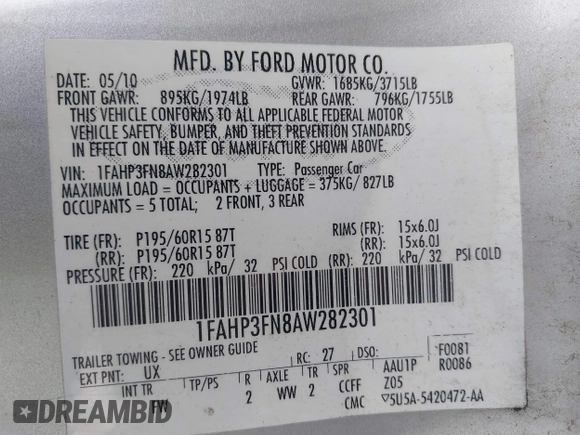 MFD. BY FORD MOTOR CO.
DATE: 05/10 GVWR: 1685KG/3715LB
FRONT GAWR: 895KG/1974LB REAR GAWR: 796KG/1755LB
THIS VEHICLE CONFORMS TO ALL APPLICABLE FEDERAL MOTOR
VEHICLE SAFETY, BUMPER, AND THEFT PREVENTION STANDARDS
IN EFFECT ON THE DATE OF MANUFACTURE SHOWN ABOVE.
VIN: 1FAHP3FN8AW282301 TYPE: Passenger Car
MAXIMUM LOAD = OCCUPANTS + LUGGAGE = 375KG/ 827LB
OCCUPANTS = 5 TOTAL; 2 FRONT, 3 REAR
TIRE (FR): P195/60R15 87T RIMS (FR): 15x6.0J
(RR): P195/60R15 87T (RR): 15x6.0J
PRESSURE (FR): 220 kPa/ 32 PSI COLD (RR): 220 kPa/ 32 PSI COLD
1FAHP3FN8AW282301
TRAILER TOWING - SEE OWNER GUIDE
EXT PNT: UX RC: 27 DSO: F0081
INT TR TP/PS R AXLE TR SPR AAU1P R0086
FW 2 WW 2 CCFF Z05
CMC ▽5U5A-5420472-AA
DREAMBID